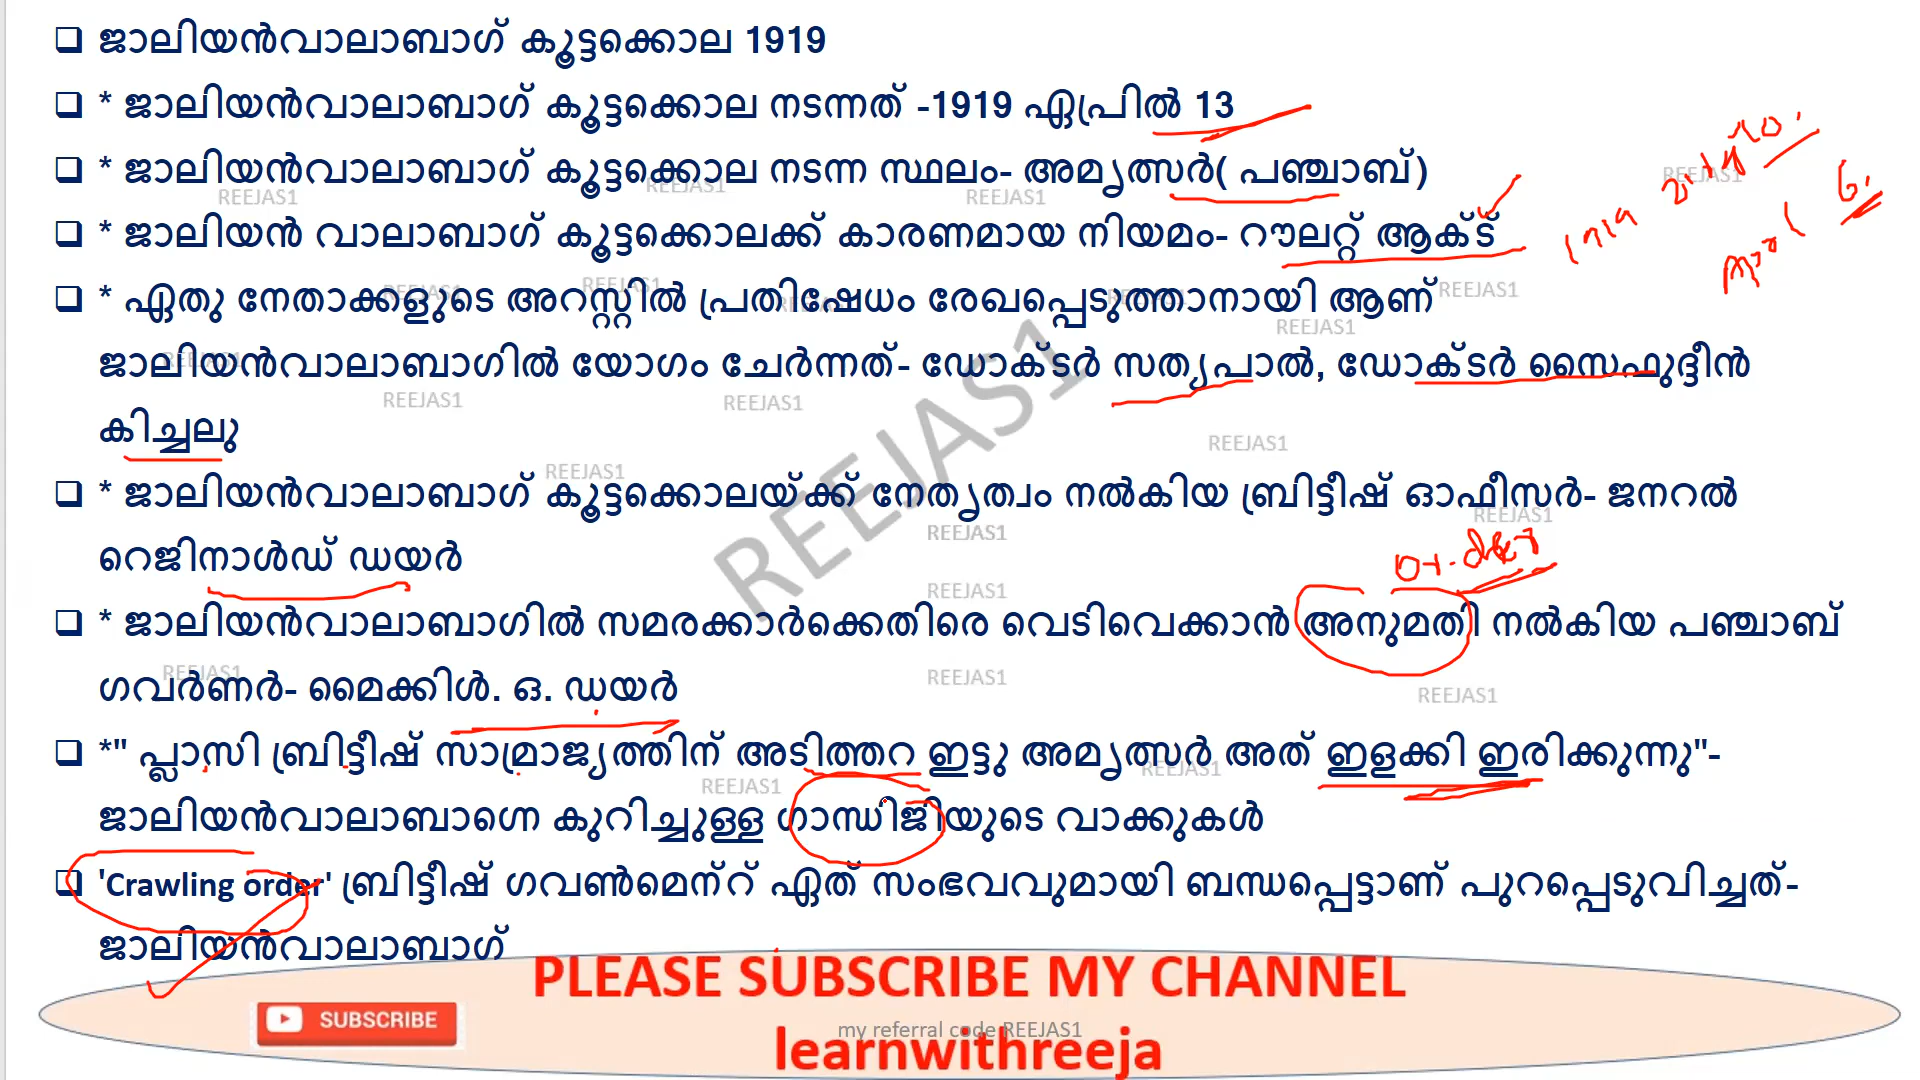 ❑ ജാലിയൻവാലാബാഗ് കൂട്ടക്കൊല 1919
❑ * ജാലിയൻവാലാബാഗ് കൂട്ടക്കൊല നടന്നത് -1919 ഏപ്രിൽ 13
❑ * ജാലിയൻവാലാബാഗ് കൂട്ടക്കൊല നടന്ന സ്ഥലം- അമൃത്സർ( പഞ്ചാബ്)
❑ * ജാലിയൻ വാലാബാഗ് കൂട്ടക്കൊലക്ക് കാരണമായ നിയമം- റൗലറ്റ് ആക്ട്
❑ * ഏതു നേതാക്കളുടെ അറസ്റ്റിൽ പ്രതിഷേധം രേഖപ്പെടുത്താനായി ആണ്
ജാലിയൻവാലാബാഗിൽ യോഗം ചേർന്നത്- ഡോക്ടർ സത്യപാൽ, ഡോക്ടർ സൈഫുദ്ദീൻ
കിച്ചലു
❑ * ജാലിയൻവാലാബാഗ് കൂട്ടക്കൊലയ്ക്ക് നേതൃത്വം നൽകിയ ബ്രിട്ടീഷ് ഓഫീസർ- ജനറൽ
റെജിനാൾഡ് ഡയർ
❑ * ജാലിയൻവാലാബാഗിൽ സമരക്കാർക്കെതിരെ വെടിവെക്കാൻ അനുമതി നൽകിയ പഞ്ചാബ്
ഗവർണർ- മൈക്കിൾ. ഒ. ഡയർ
❑ *" പ്ലാസി ബ്രിട്ടീഷ് സാമ്രാജ്യത്തിന് അടിത്തറ ഇട്ടു അമൃത്സർ അത് ഇളക്കി ഇരിക്കുന്നു"-
ജാലിയൻവാലാബാഗ്നെ കുറിച്ചുള്ള ഗാന്ധിജിയുടെ വാക്കുകൾ
❑ 'Crawling order' ബ്രിട്ടീഷ് ഗവൺമെന്റ് ഏത് സംഭവവുമായി ബന്ധപ്പെട്ടാണ് പുറപ്പെടുവിച്ചത്-
ജാലിയൻവാലാബാഗ്
REEJAS1
PLEASE SUBSCRIBE MY CHANNEL
SUBSCRIBE
my referral code REEJAS1
learnwithreeja
1919